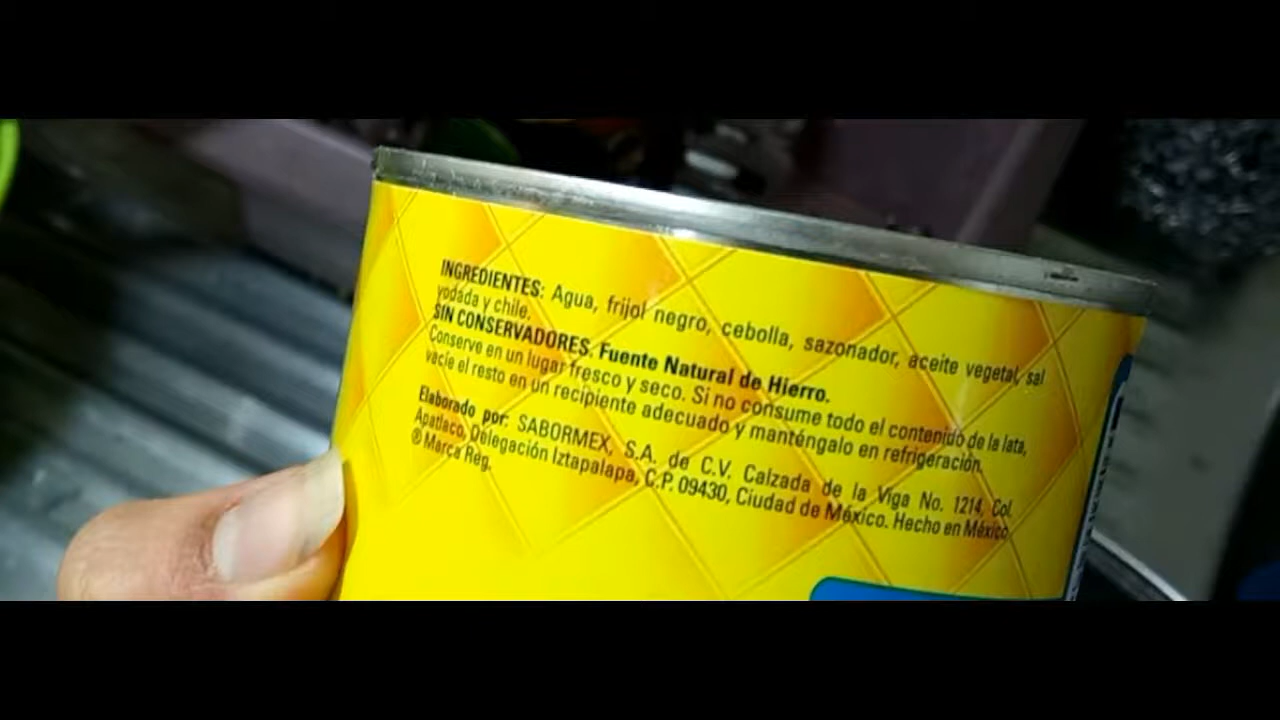 INGREDIENTES: Agua, frijol negro, cebolla, sazonador, aceite vegetal, sal
yodada y chile.
SIN CONSERVADORES. Fuente Natural de Hierro.
Conserve en un lugar fresco y seco. Si no consume todo el contenido de la lata,
vacíe el resto en un recipiente adecuado y manténgalo en refrigeración.
Elaborado por: SABORMEX, S.A. de C.V. Calzada de la Viga No. 1214, Col.
Apatlaco, Delegación Iztapalapa, C.P. 09430, Ciudad de México. Hecho en México
® Marca Reg.